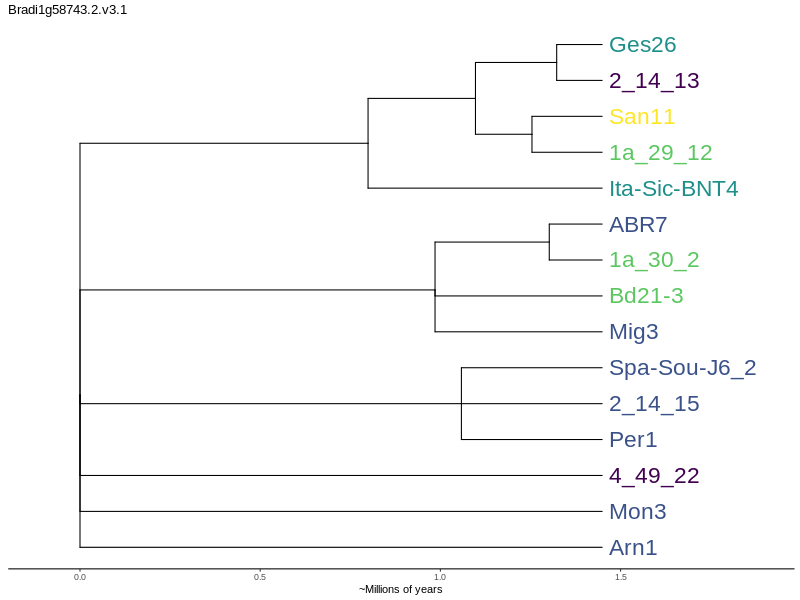 Bradi1g58743.2.v3.1
Ges26
2_14_13
San11
1a_29_12
Ita-Sic-BNT4
ABR7
1a_30_2
Bd21-3
Mig3
Spa-Sou-J6_2
2_14_15
Per1
4_49_22
Mon3
Arn1
0.0 0.5 1.0 1.5
~Millions of years